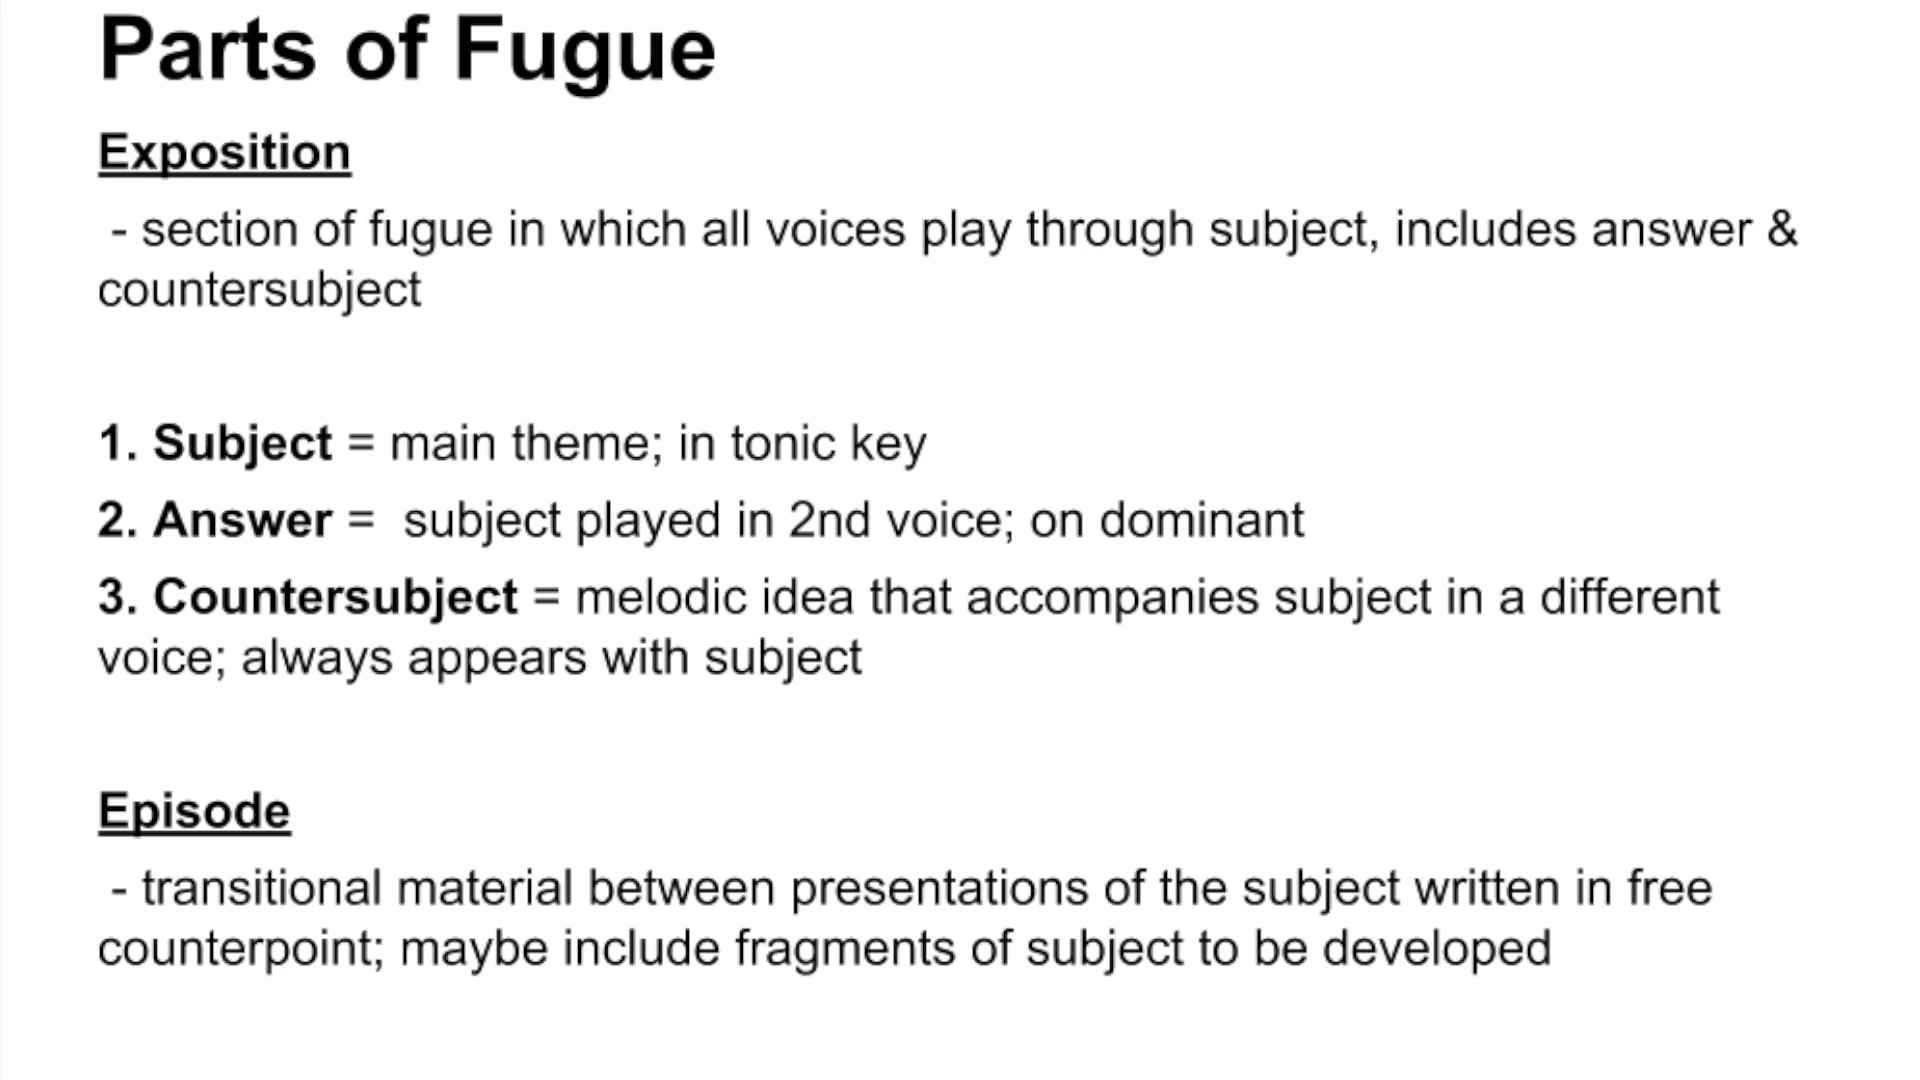 Parts of Fugue
Exposition
- section of fugue in which all voices play through subject, includes answer &
countersubject
1. Subject = main theme; in tonic key
2. Answer = subject played in 2nd voice; on dominant
3. Countersubject = melodic idea that accompanies subject in a different
voice; always appears with subject
Episode
- transitional material between presentations of the subject written in free
counterpoint; maybe include fragments of subject to be developed